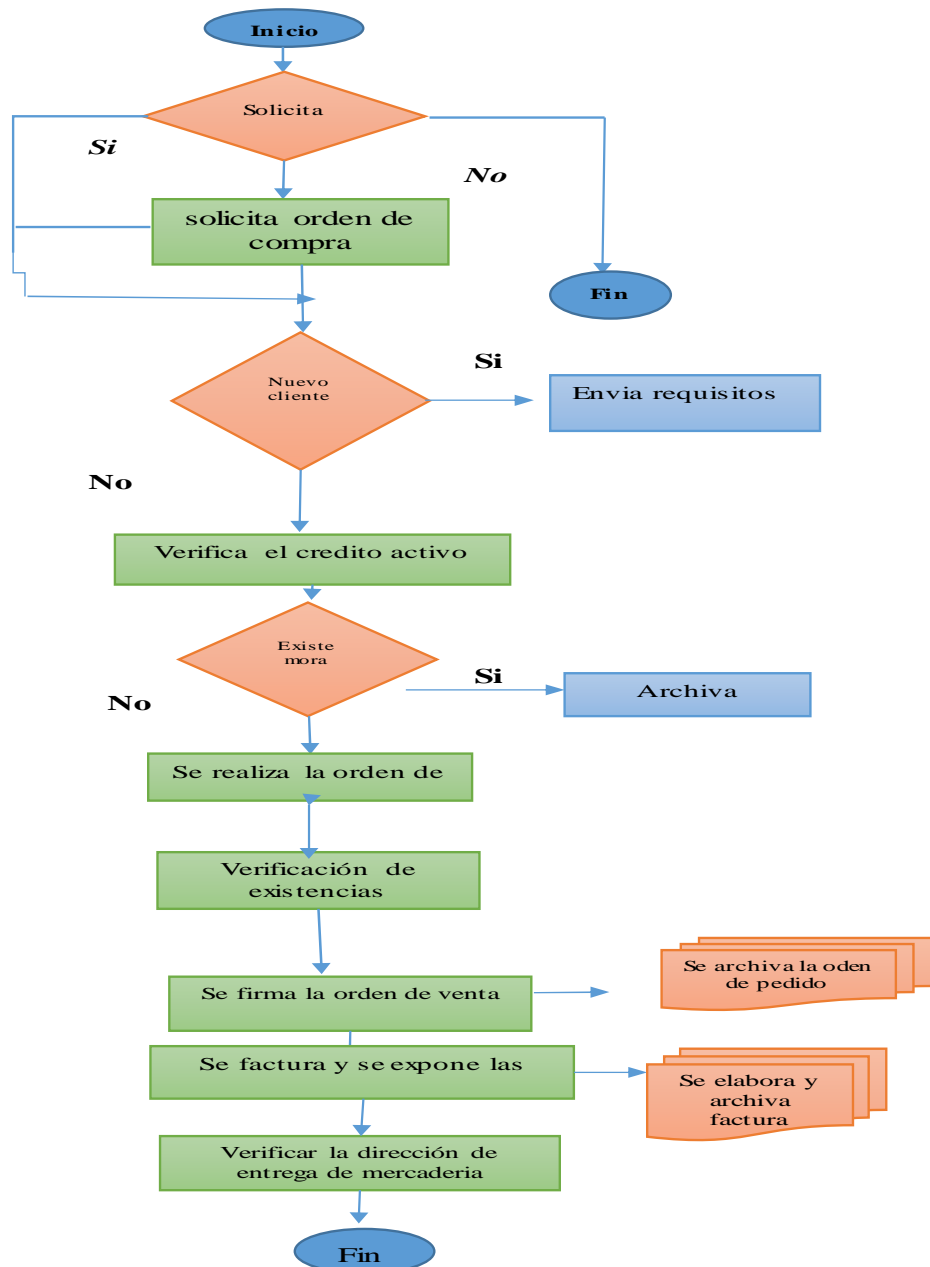 Inicio
Solicita
Si
No
solicita orden de
compra
Fin
Nuevo
cliente
Si
Envia requisitos
No
Verifica el credito activo
Existe
mora
Si
No
Archiva
Se realiza la orden de
Verificación de
existencias
Se archiva la oden
de pedido
Se firma la orden de venta
Se factura y se expone las
Se elabora y
archiva
factura
Verificar la dirección de
entrega de mercaderia
Fin